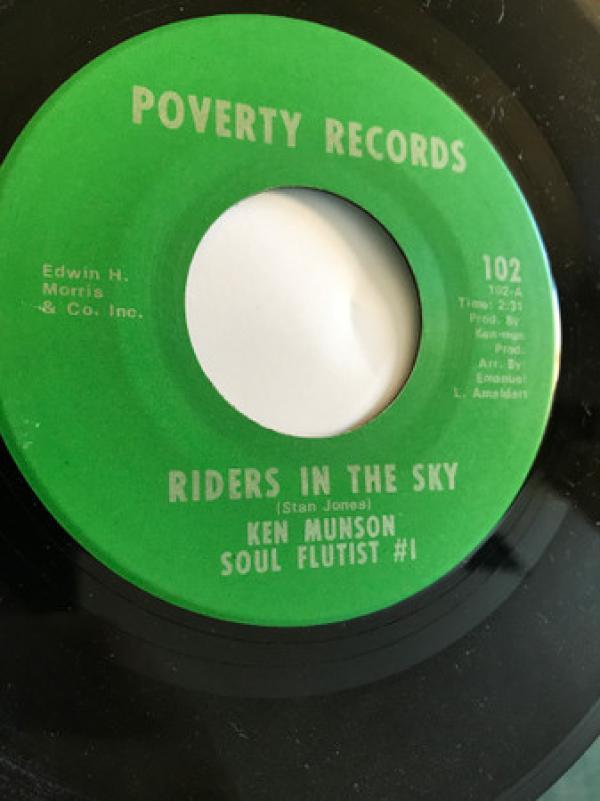 POVERTY RECORDS
Edwin H.
Morris
& Co. Inc.
102
102-A
Time: 2:31
Prod. By
Prod.
Arr. By
Emanuel
L.
RIDERS IN THE SKY
(Stan Jones)
KEN MUNSON
SOUL FLUTIST #1